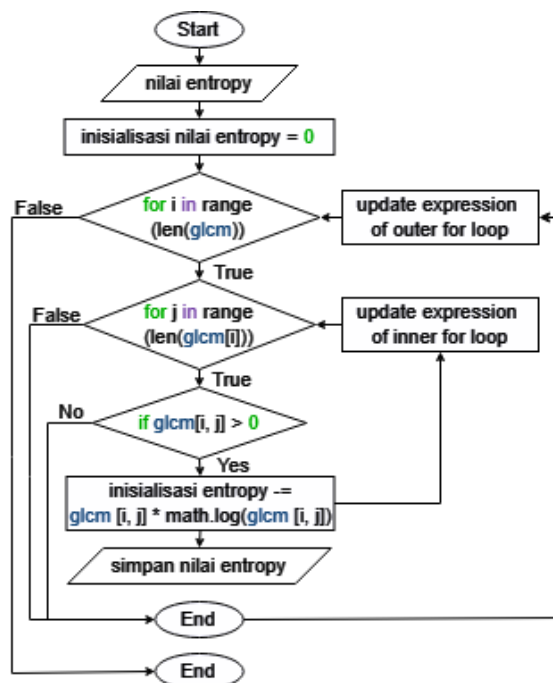 Start
nilai entropy
inisialisasi nilai entropy = 0
False
for i in range
(len(glcm))
update expression
of outer for loop
True
False
for j in range
(len(glcm[i]))
update expression
of inner for loop
True
No
if glcm[i, j] > 0
Yes
inisialisasi entropy -=
glcm [i, j] * math.log(glcm [i, j])
simpan nilai entropy
End
End